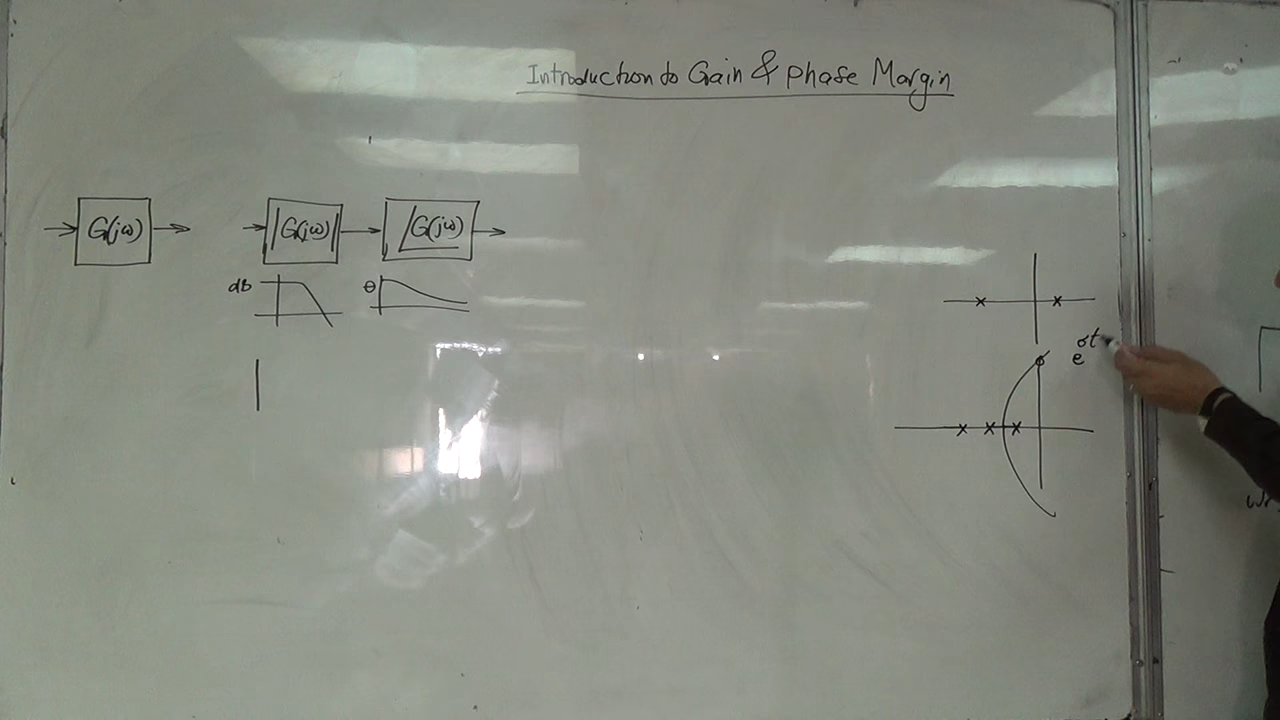 Introduction to Gain & phase Margin
G(jω) |G(jω)| /G(jω)
db θ
e^σt